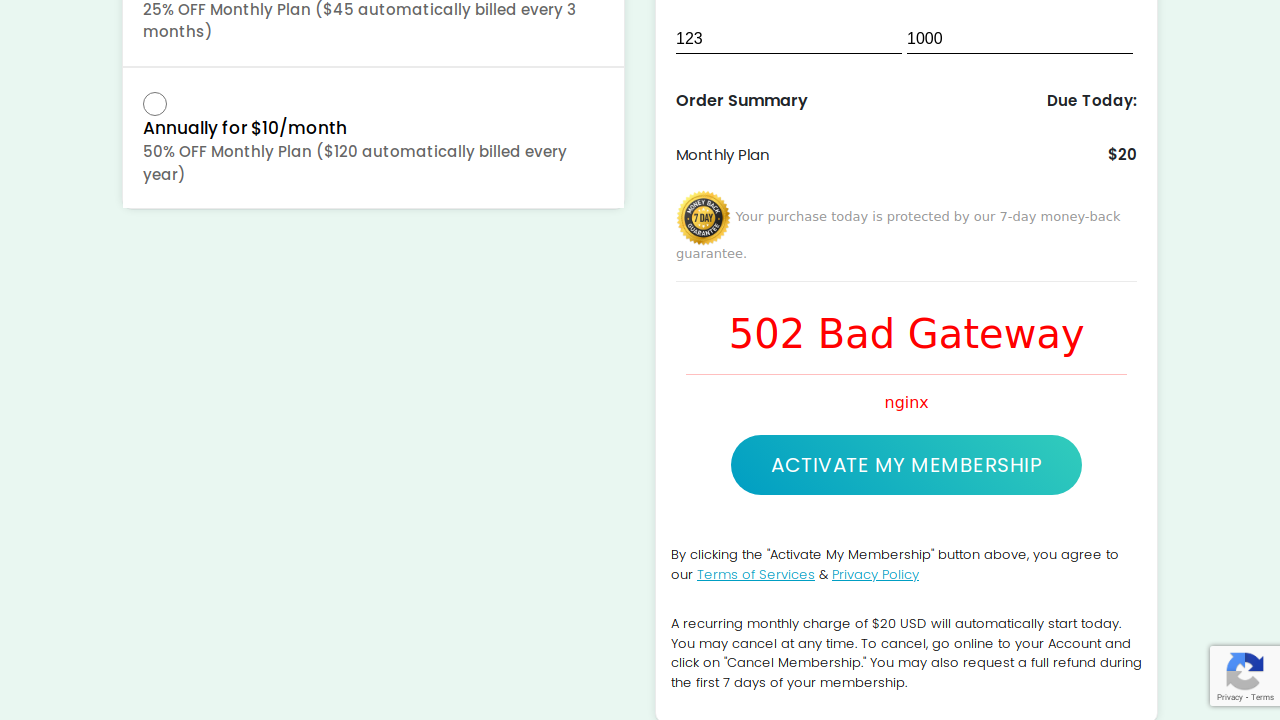 25% OFF Monthly Plan ($45 automatically billed every 3
months)
Annually for $10/month
50% OFF Monthly Plan ($120 automatically billed every
year)
123 1000
Order Summary Due Today:
Monthly Plan $20
MONEY BACK
7 DAY
GUARANTEE
Your purchase today is protected by our 7-day money-back
guarantee.
502 Bad Gateway
nginx
ACTIVATE MY MEMBERSHIP
By clicking the "Activate My Membership" button above, you agree to
our Terms of Services & Privacy Policy
A recurring monthly charge of $20 USD will automatically start today.
You may cancel at any time. To cancel, go online to your Account and
click on "Cancel Membership." You may also request a full refund during
the first 7 days of your membership.
Privacy - Terms